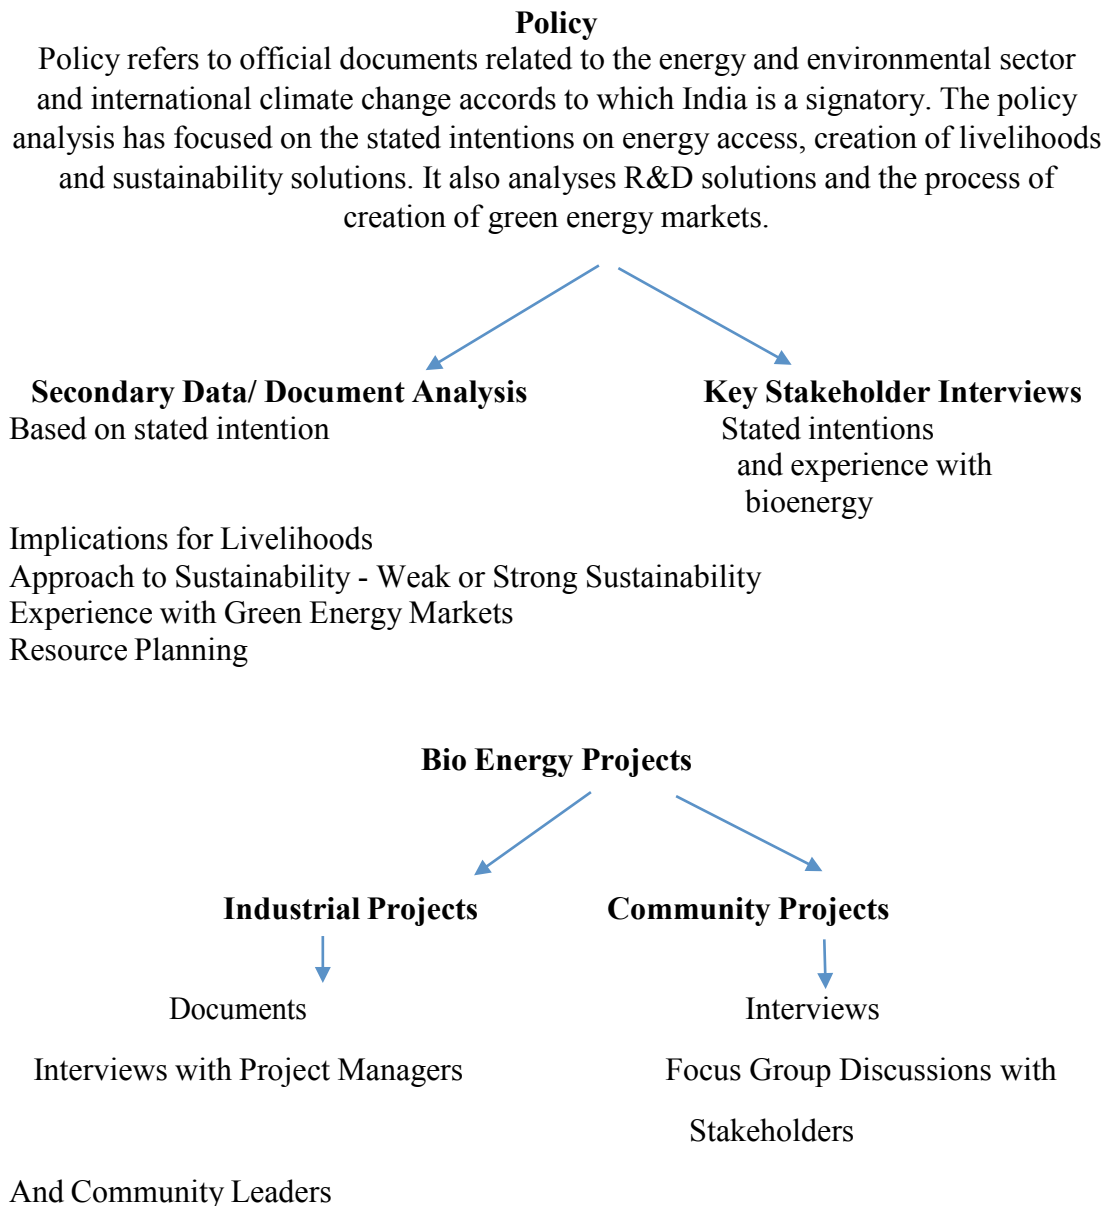 Policy
Policy refers to official documents related to the energy and environmental sector
and international climate change accords to which India is a signatory. The policy
analysis has focused on the stated intentions on energy access, creation of livelihoods
and sustainability solutions. It also analyses R&D solutions and the process of
creation of green energy markets.
Secondary Data/ Document Analysis
Key Stakeholder Interviews
Based on stated intention
Stated intentions
and experience with
bioenergy
Implications for Livelihoods
Approach to Sustainability - Weak or Strong Sustainability
Experience with Green Energy Markets
Resource Planning
Bio Energy Projects
Industrial Projects
Community Projects
Documents
Interviews
Interviews with Project Managers
Focus Group Discussions with
Stakeholders
And Community Leaders